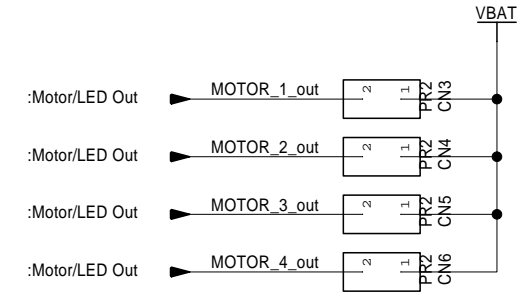 VBAT
:Motor/LED Out MOTOR_1_out 2 1 PR2 CN3
:Motor/LED Out MOTOR_2_out 2 1 PR2 CN4
:Motor/LED Out MOTOR_3_out 2 1 PR2 CN5
:Motor/LED Out MOTOR_4_out 2 1 PR2 CN6